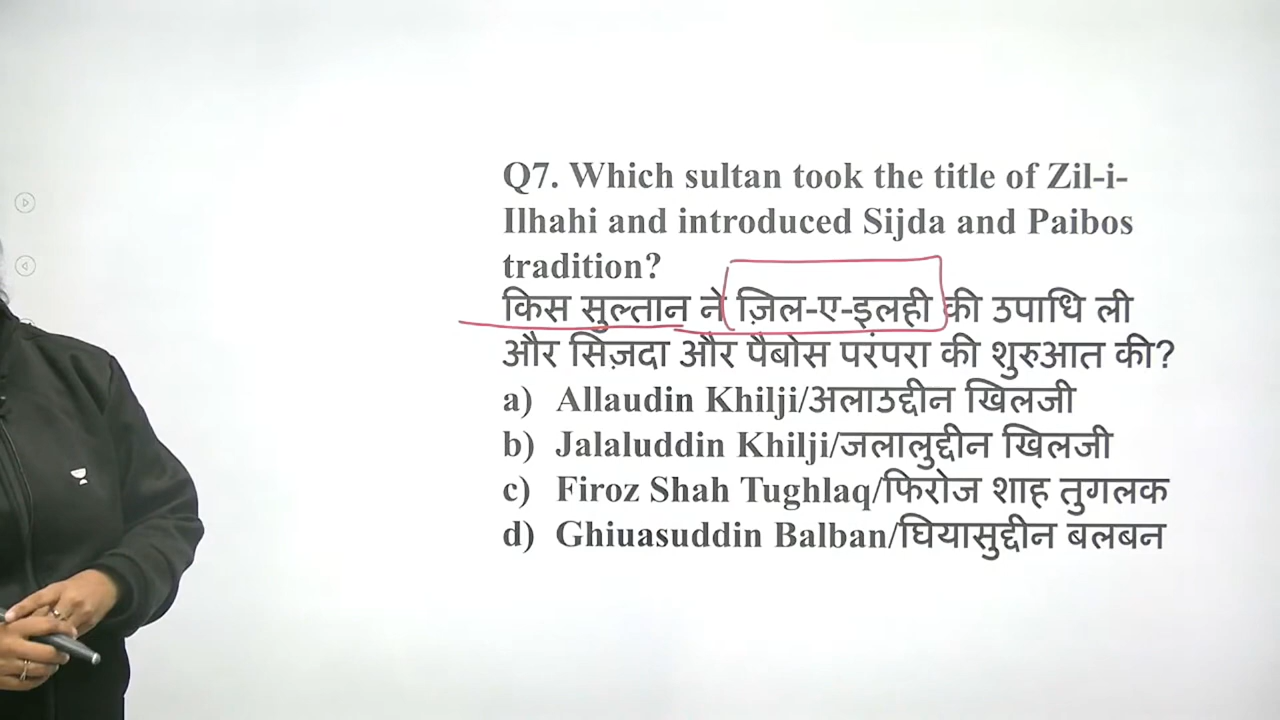 Q7. Which sultan took the title of Zil-i-
Ilhahi and introduced Sijda and Paibos
tradition?
किस सुल्तान ने ज़िल-ए-इलही की उपाधि ली
और सिज़दा और पैबोस परंपरा की शुरुआत की?
a) Allaudin Khilji/अलाउद्दीन खिलजी
b) Jalaluddin Khilji/जलालुद्दीन खिलजी
c) Firoz Shah Tughlaq/फिरोज शाह तुगलक
d) Ghiuasuddin Balban/घियासुद्दीन बलबन